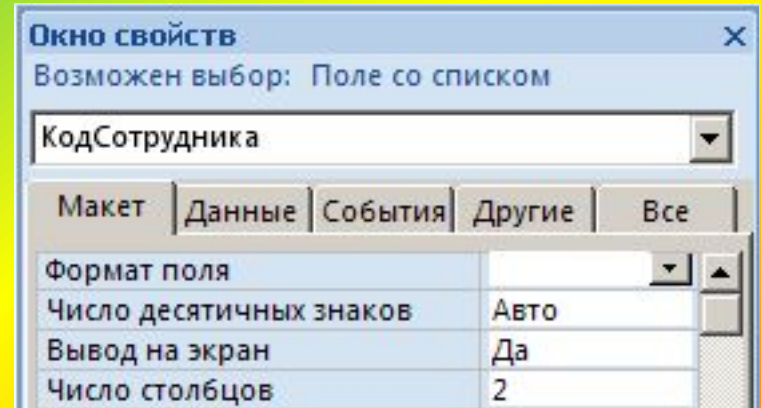 Окно свойств
Возможен выбор: Поле со списком
КодСотрудника
Макет Данные События Другие Все
Формат поля
Число десятичных знаков Авто
Вывод на экран Да
Число столбцов 2